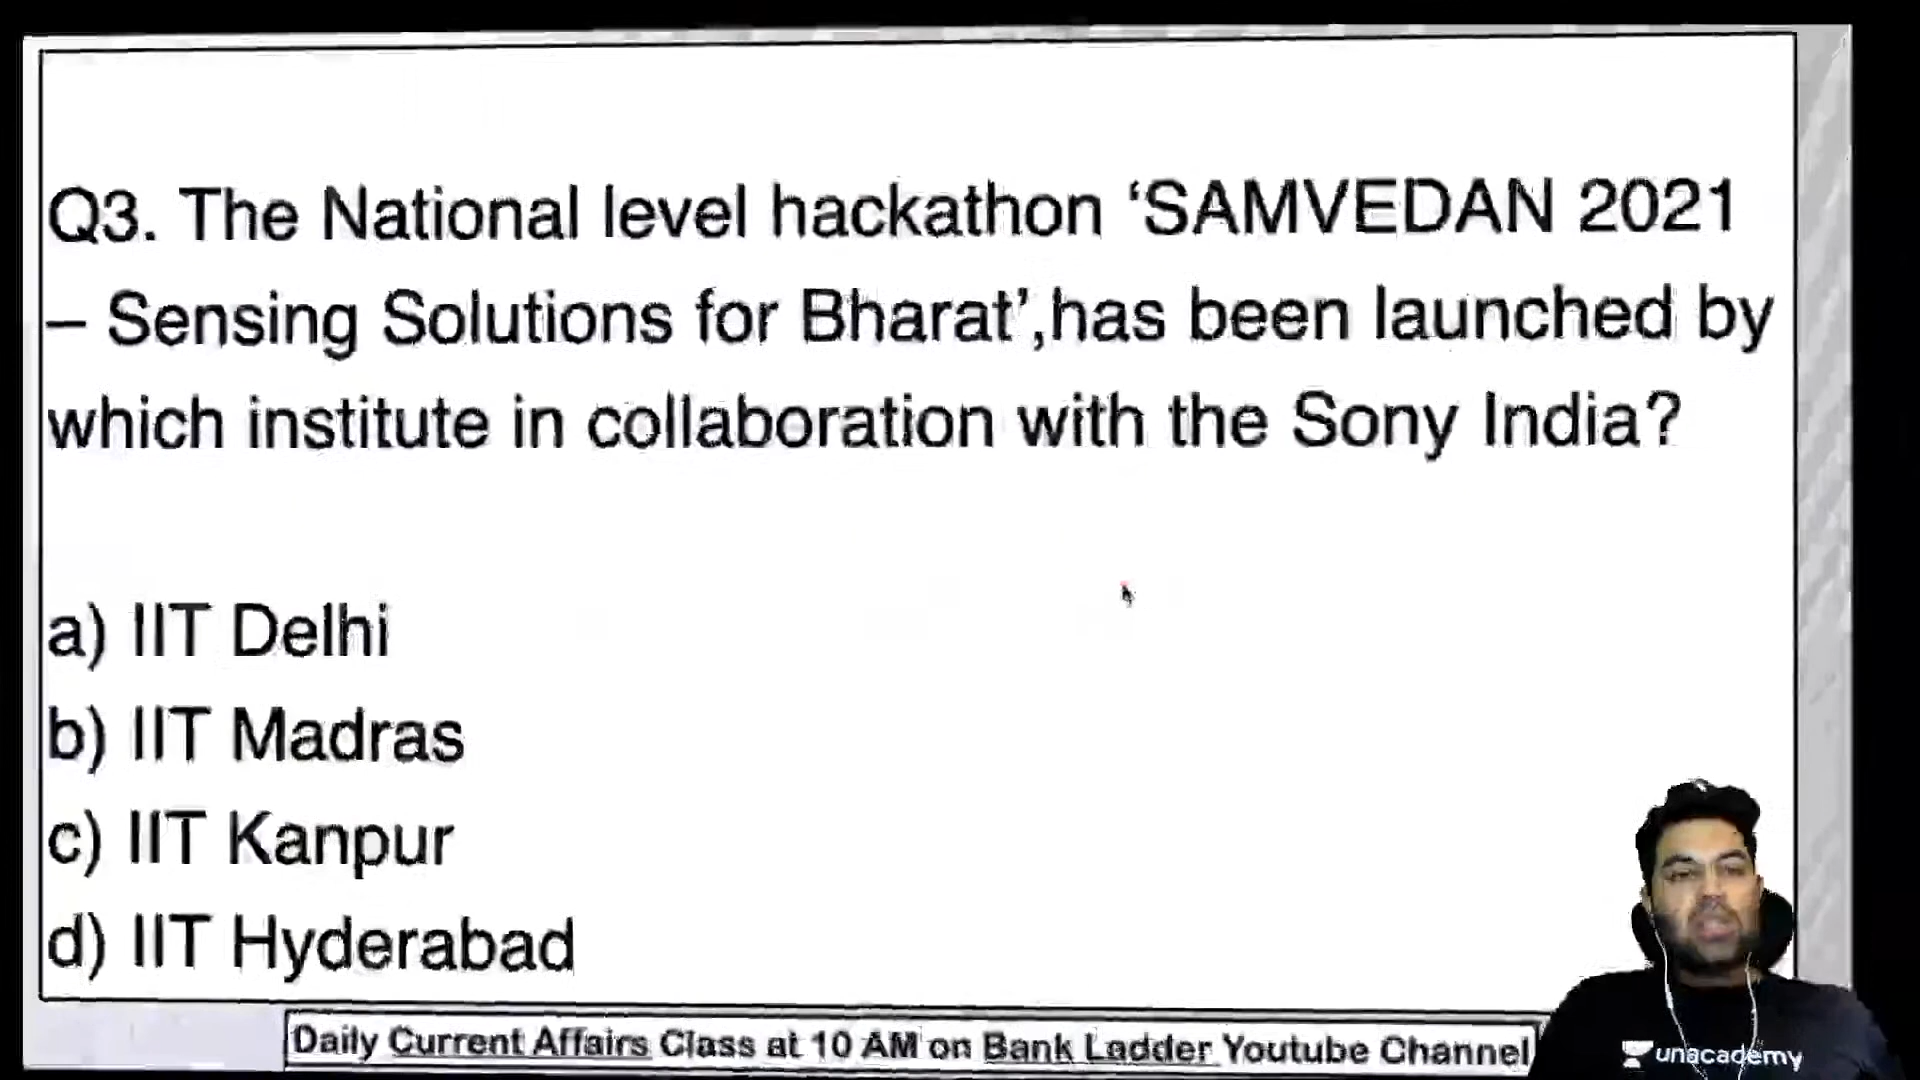 Q3. The National level hackathon ‘SAMVEDAN 2021
– Sensing Solutions for Bharat’,has been launched by
which institute in collaboration with the Sony India?
a) IIT Delhi
b) IIT Madras
c) IIT Kanpur
d) IIT Hyderabad
Daily Current Affairs Class at 10 AM on Bank Ladder Youtube Channel
unacademy